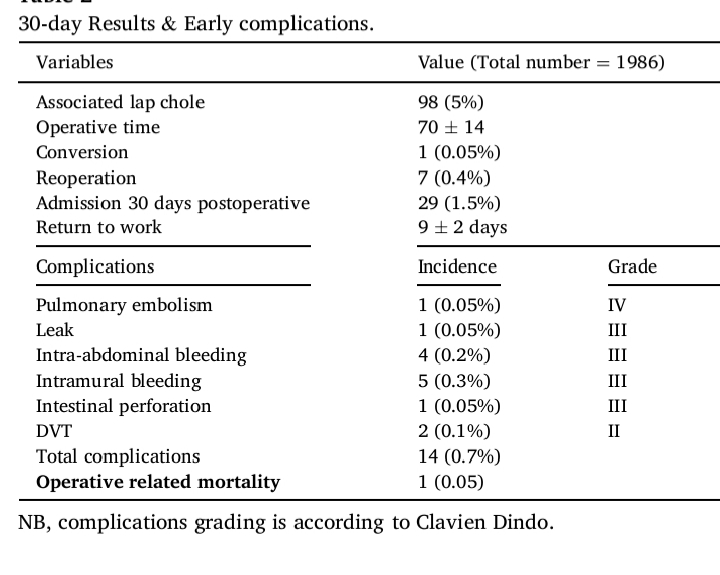 Table 2
30-day Results & Early complications.
Variables Value (Total number = 1986)
Associated lap chole 98 (5%)
Operative time 70 ± 14
Conversion 1 (0.05%)
Reoperation 7 (0.4%)
Admission 30 days postoperative 29 (1.5%)
Return to work 9 ± 2 days
Complications Incidence Grade
Pulmonary embolism 1 (0.05%) IV
Leak 1 (0.05%) III
Intra-abdominal bleeding 4 (0.2%) III
Intramural bleeding 5 (0.3%) III
Intestinal perforation 1 (0.05%) III
DVT 2 (0.1%) II
Total complications 14 (0.7%)
Operative related mortality 1 (0.05)
NB, complications grading is according to Clavien Dindo.